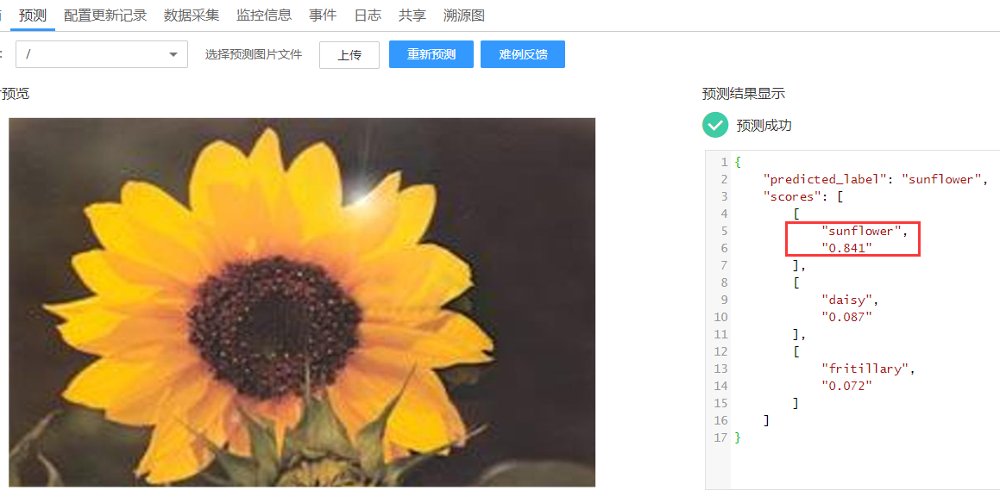 预测 配置更新记录 数据采集 监控信息 事件 日志 共享 溯源图
/ 选择预测图片文件 上传 重新预测 难例反馈
预览 预测结果显示
预测成功
1 {
2 "predicted_label": "sunflower",
3 "scores": [
4 [
5 "sunflower",
6 "0.841"
7 ],
8 [
9 "daisy",
10 "0.087"
11 ],
12 [
13 "fritillary",
14 "0.072"
15 ]
16 ]
17 }